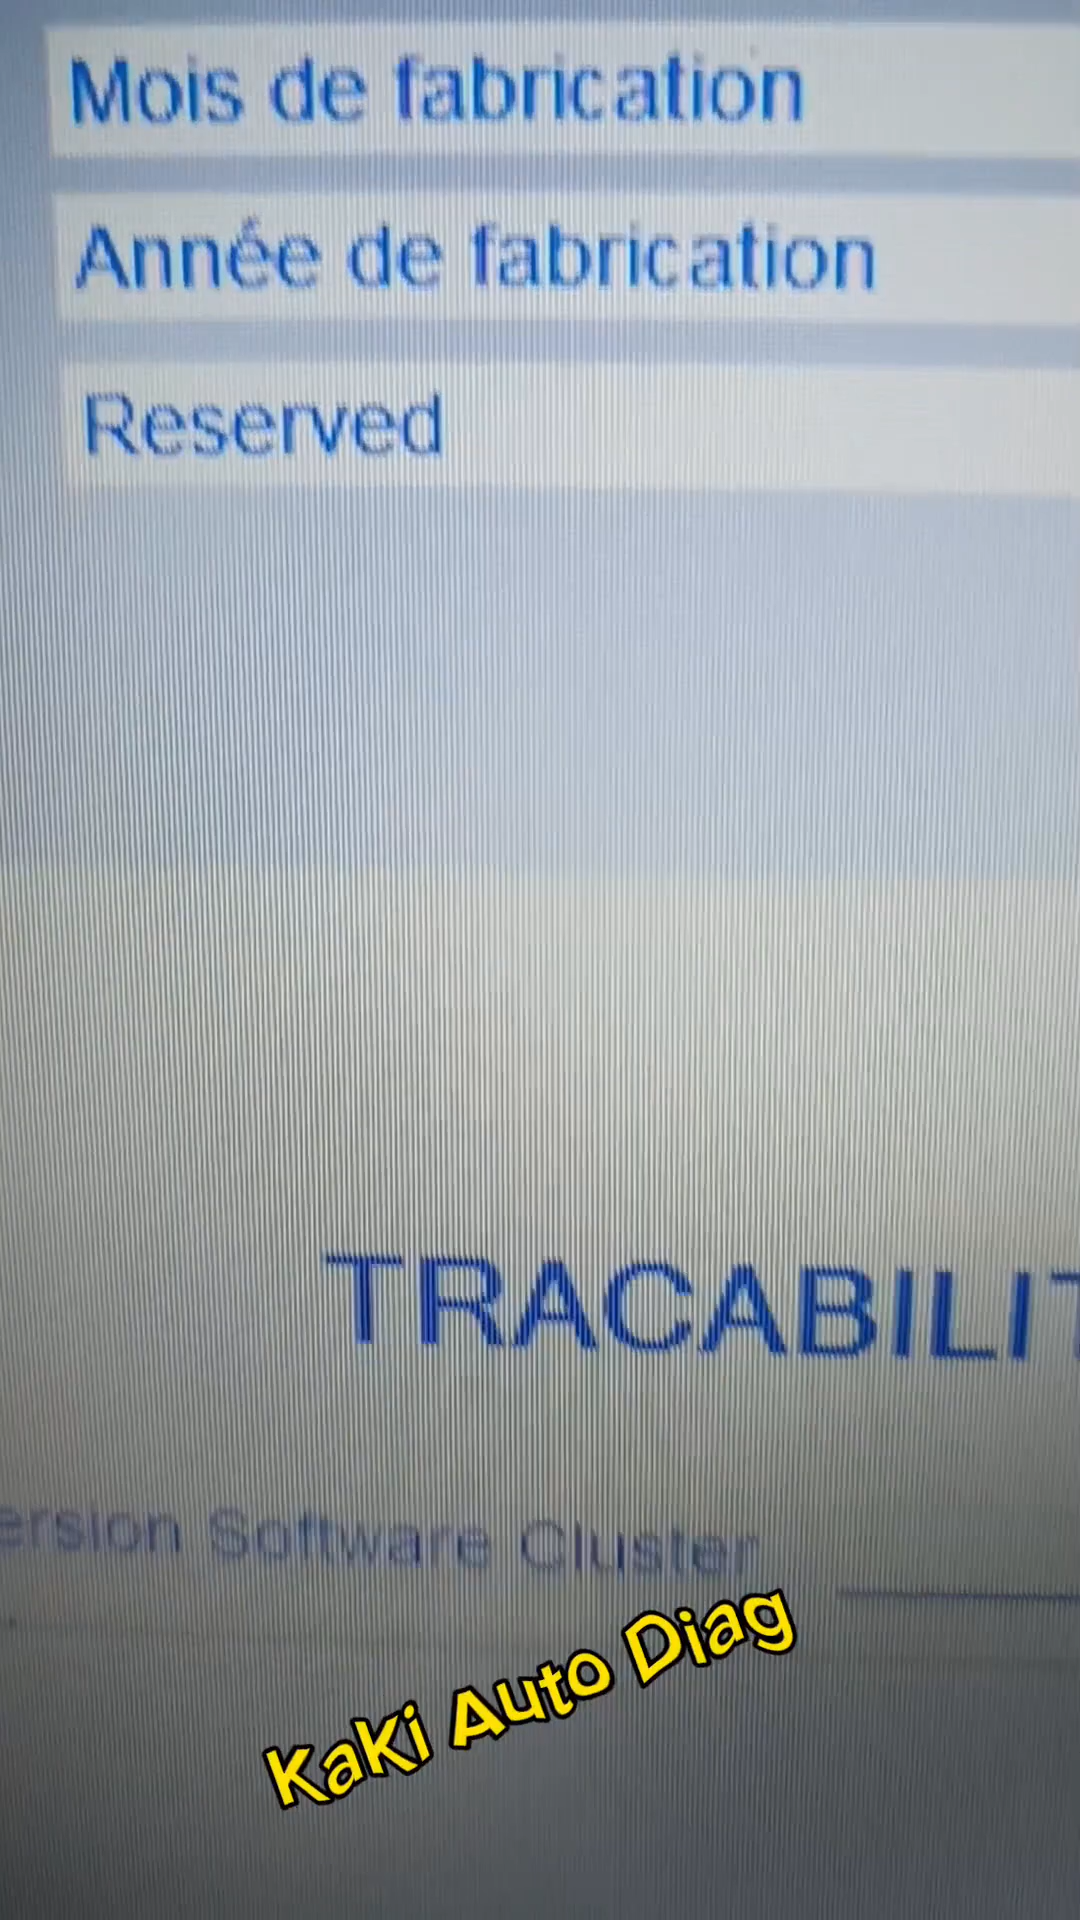 Mois de fabrication
Année de fabrication
Reserved
TRACABILI
ersion Software Cluster
KaKi Auto Diag